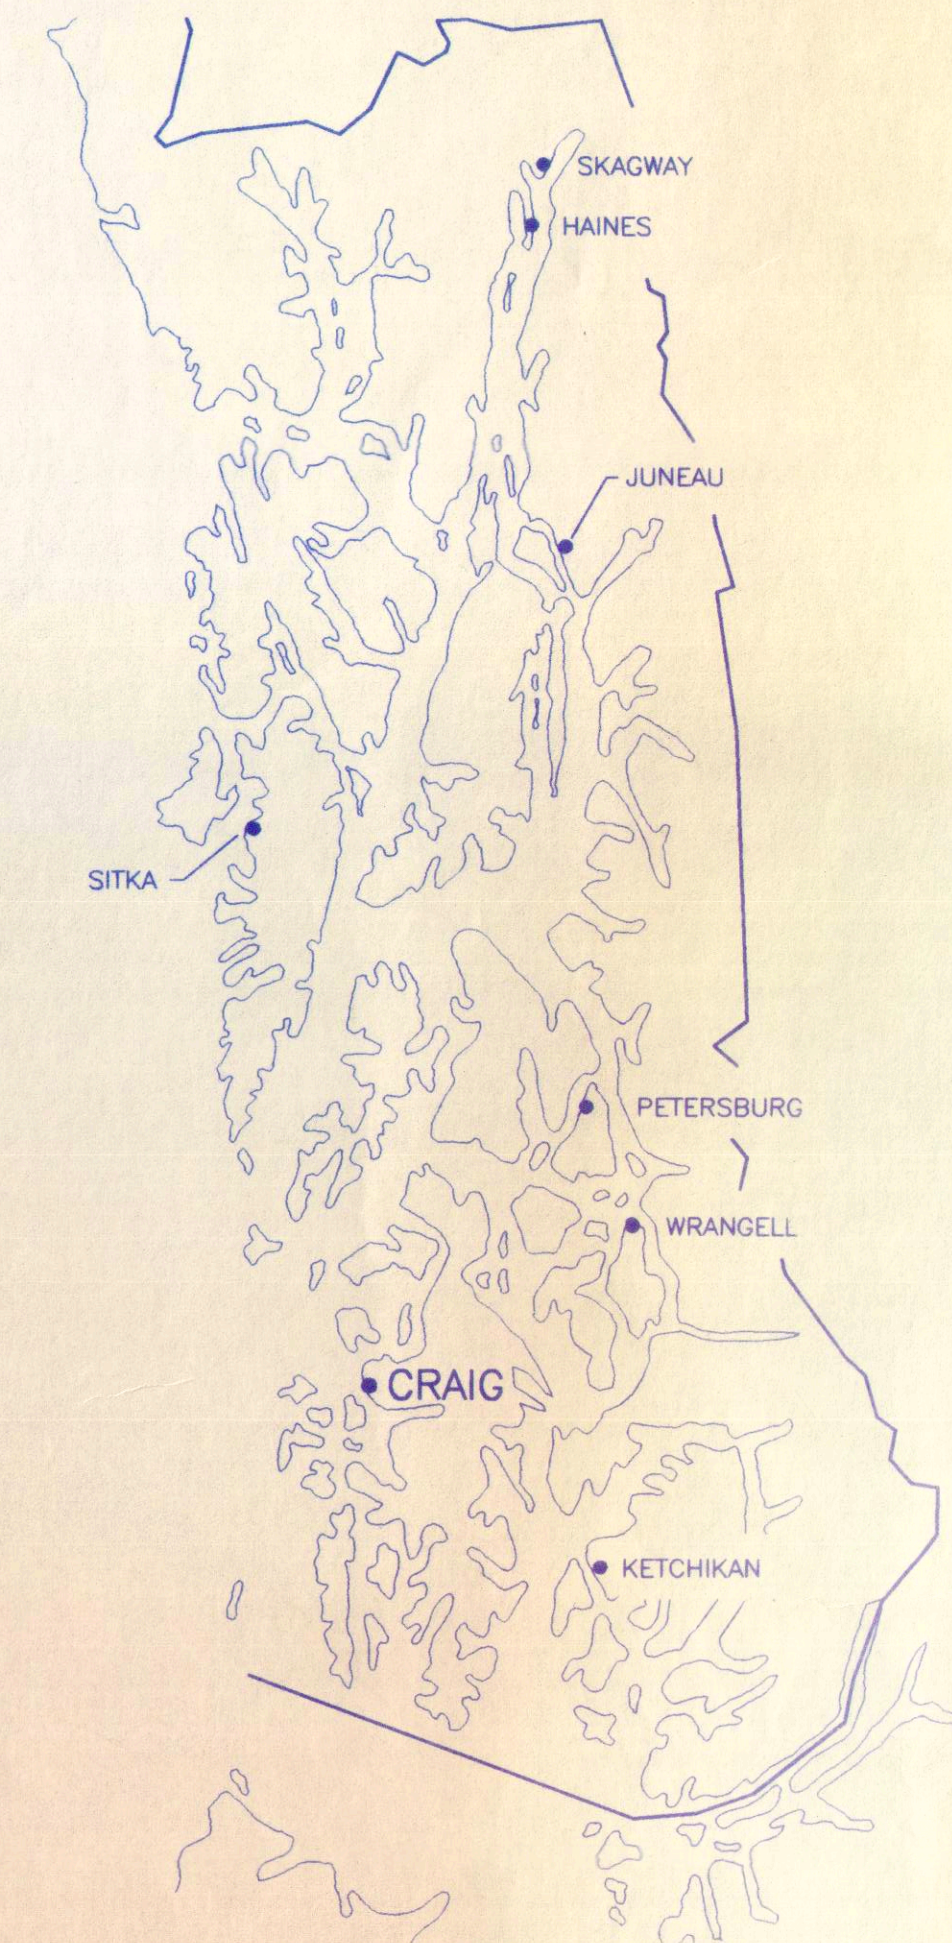 SKAGWAY
HAINES
JUNEAU
SITKA
PETERSBURG
WRANGELL
CRAIG
KETCHIKAN